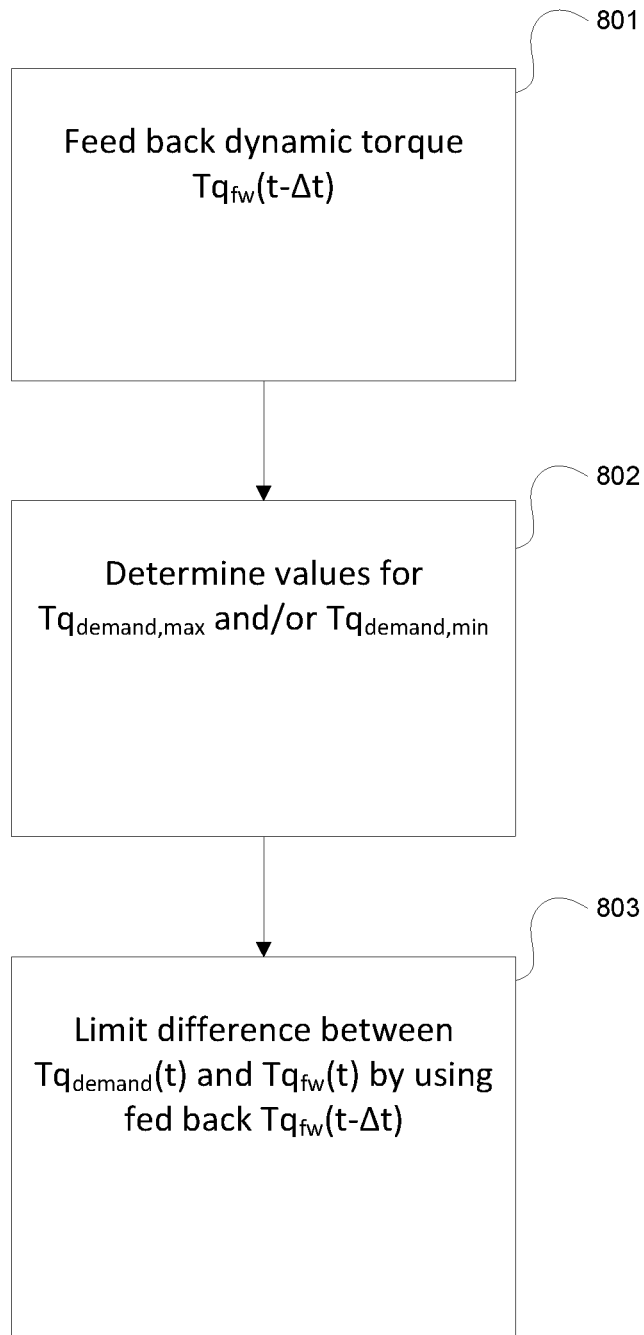 801
Feed back dynamic torque
Tqfw(t-Δt)
802
Determine values for
Tqdemand,max and/or Tqdemand,min
803
Limit difference between
Tqdemand(t) and Tqfw(t) by using
fed back Tqfw(t-Δt)